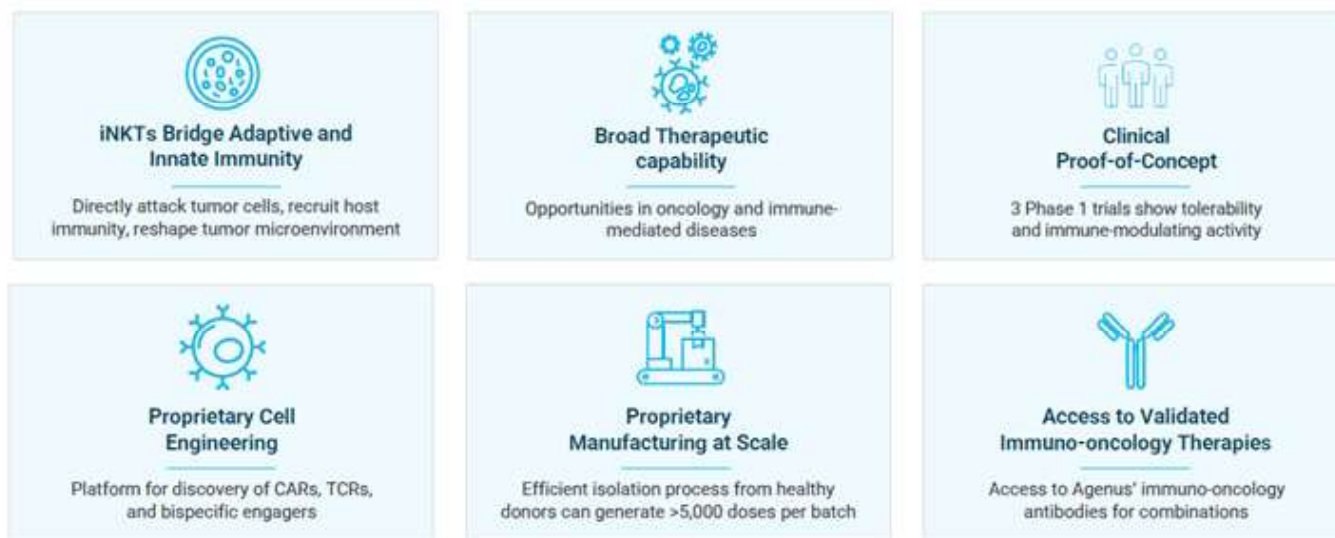 iNKTs Bridge Adaptive and
Innate Immunity
Directly attack tumor cells, recruit host
immunity, reshape tumor microenvironment
Broad Therapeutic
capability
Opportunities in oncology and immune-
mediated diseases
Clinical
Proof-of-Concept
3 Phase 1 trials show tolerability
and immune-modulating activity
Proprietary Cell
Engineering
Platform for discovery of CARs, TCRs,
and bispecific engagers
Proprietary
Manufacturing at Scale
Efficient isolation process from healthy
donors can generate >5,000 doses per batch
Access to Validated
Immuno-oncology Therapies
Access to Agenus' immuno-oncology
antibodies for combinations